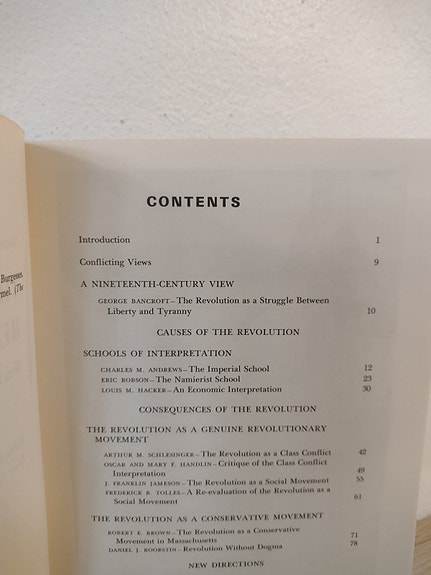 Burgesses,
rmel. (The
CONTENTS
Introduction 1
Conflicting Views 9
A NINETEENTH-CENTURY VIEW
GEORGE BANCROFT–The Revolution as a Struggle Between
Liberty and Tyranny 10
CAUSES OF THE REVOLUTION
SCHOOLS OF INTERPRETATION
CHARLES M. ANDREWS–The Imperial School 12
ERIC ROBSON–The Namierist School 23
LOUIS M. HACKER–An Economic Interpretation 30
CONSEQUENCES OF THE REVOLUTION
THE REVOLUTION AS A GENUINE REVOLUTIONARY
MOVEMENT
ARTHUR M. SCHLESINGER–The Revolution as a Class Conflict 42
OSCAR AND MARY F. HANDLIN–Critique of the Class Conflict
Interpretation 49
J. FRANKLIN JAMESON–The Revolution as a Social Movement 55
FREDERICK B. TOLLES–A Re-evaluation of the Revolution as a
Social Movement 61
THE REVOLUTION AS A CONSERVATIVE MOVEMENT
ROBERT E. BROWN–The Revolution as a Conservative
Movement in Massachusetts 71
DANIEL J. BOORSTIN–Revolution Without Dogma 78
NEW DIRECTIONS